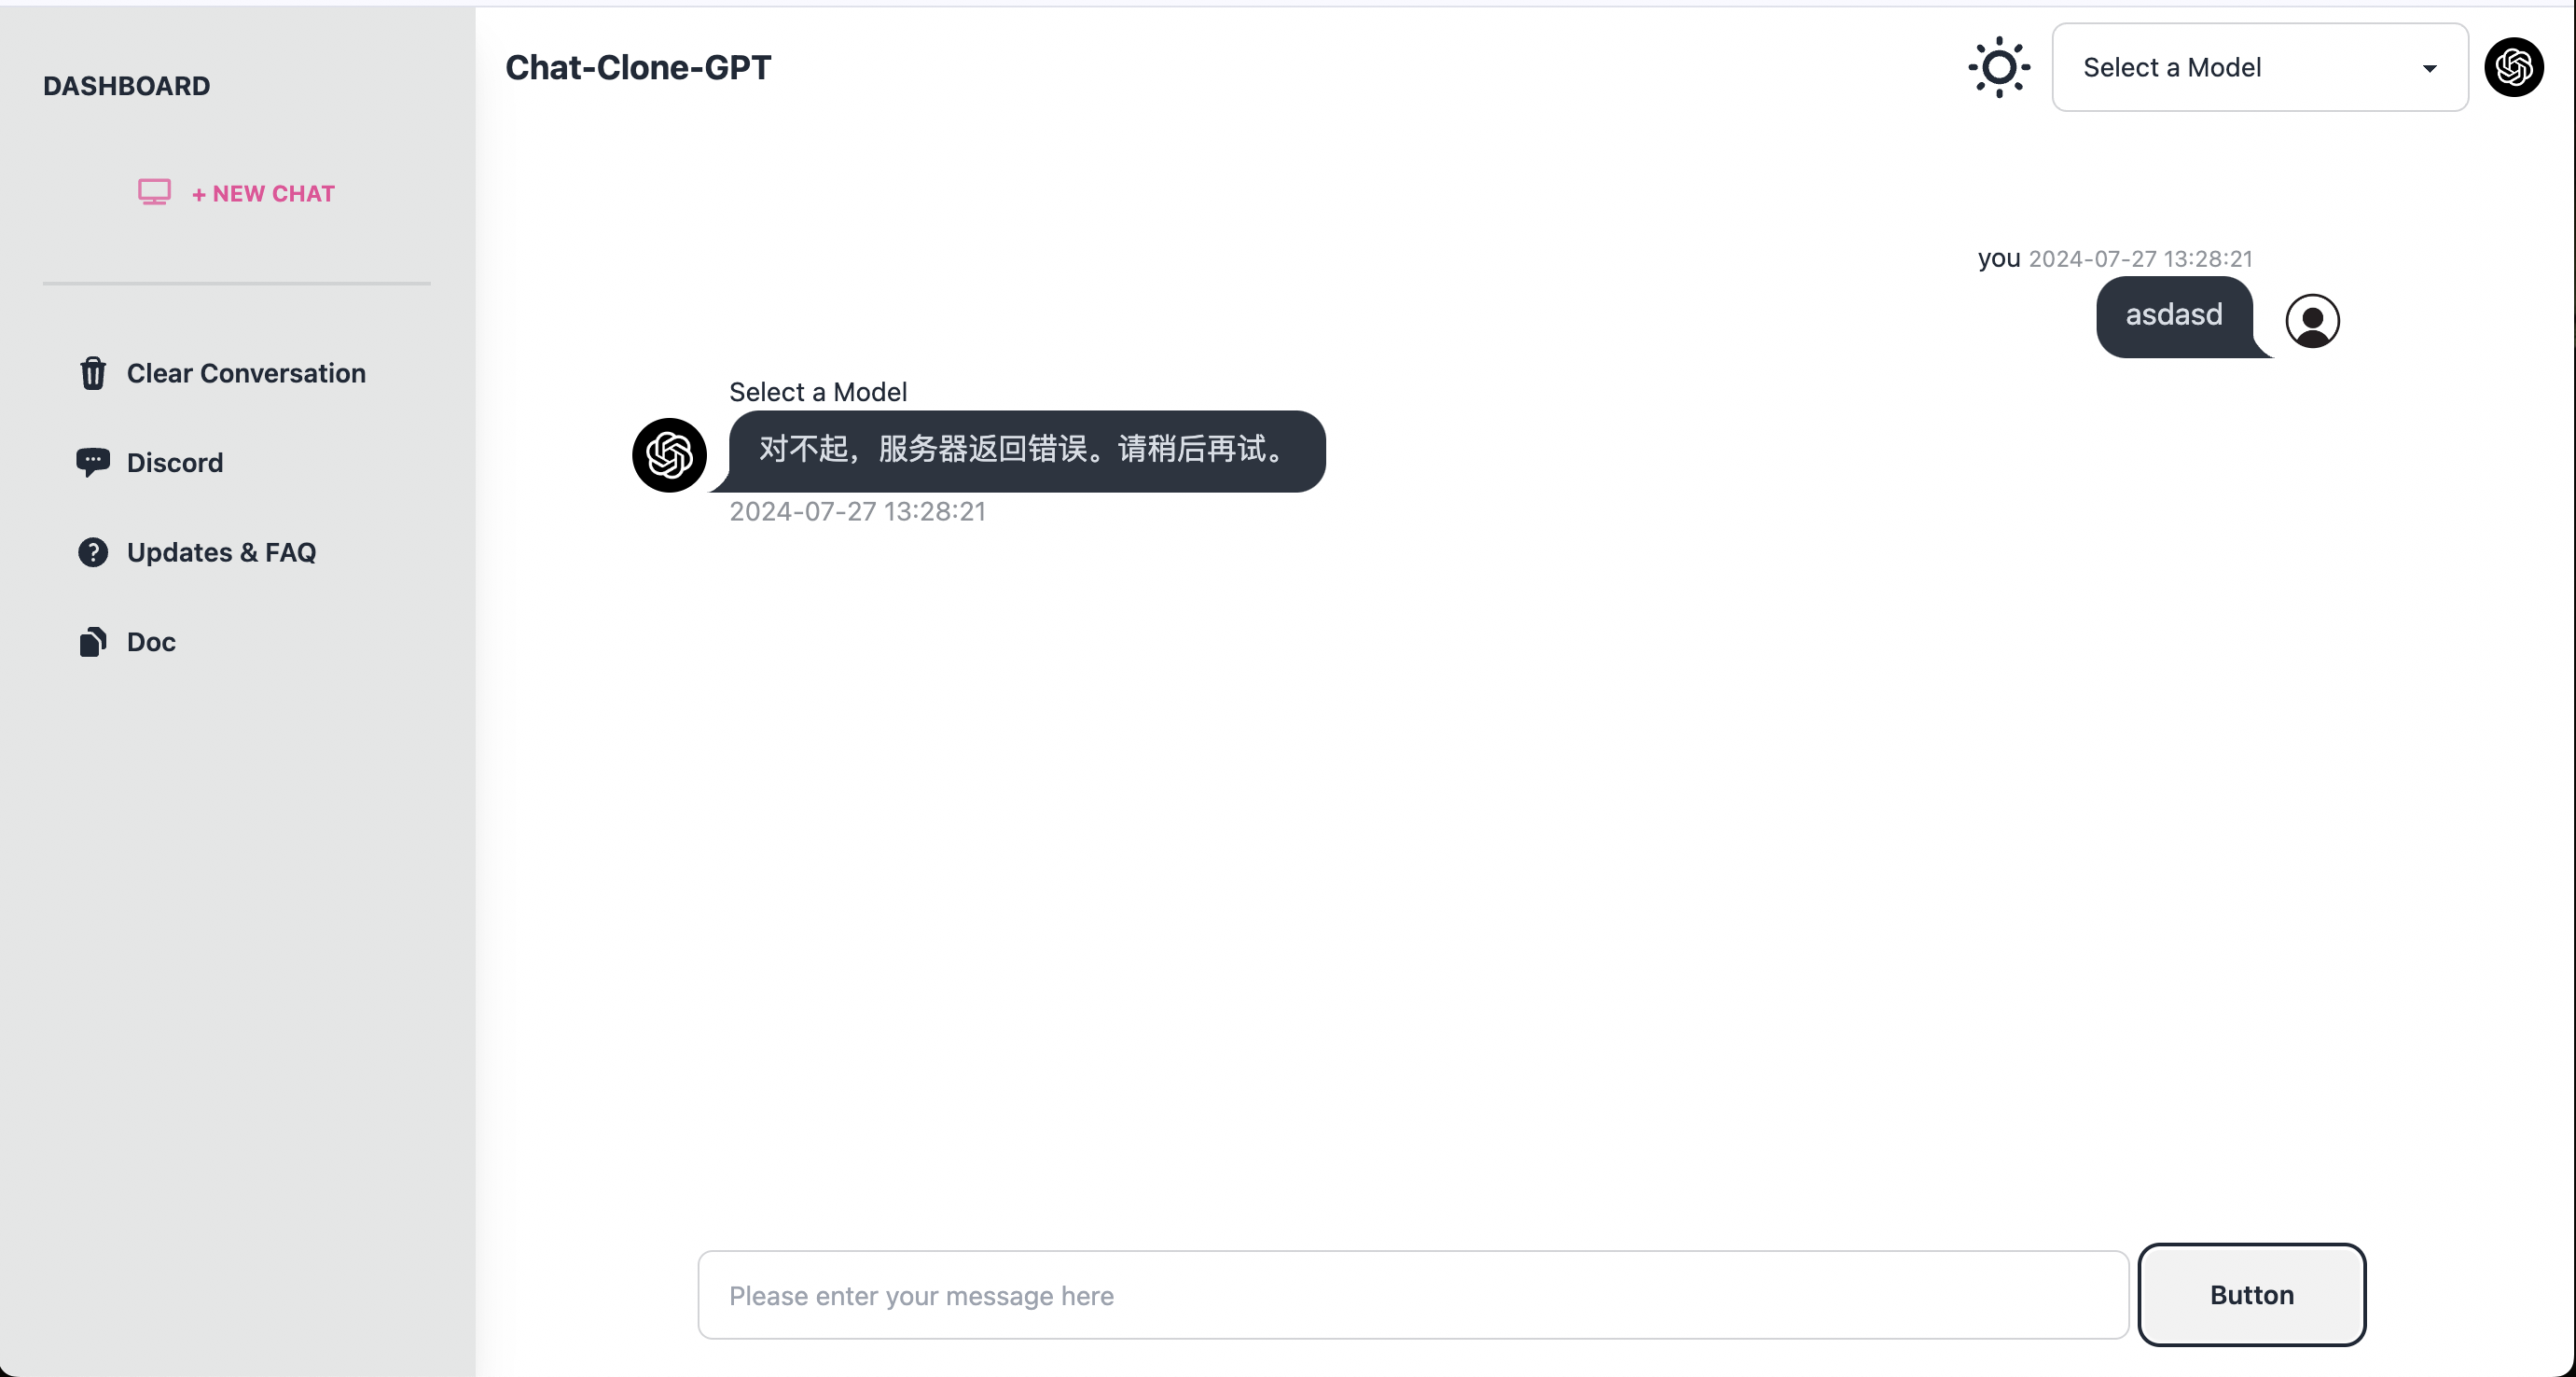 DASHBOARD
+ NEW CHAT
Clear Conversation
Discord
Updates & FAQ
Doc
Chat-Clone-GPT
Select a Model
you 2024-07-27 13:28:21
asdasd
Select a Model
对不起，服务器返回错误。请稍后再试。
2024-07-27 13:28:21
Please enter your message here
Button